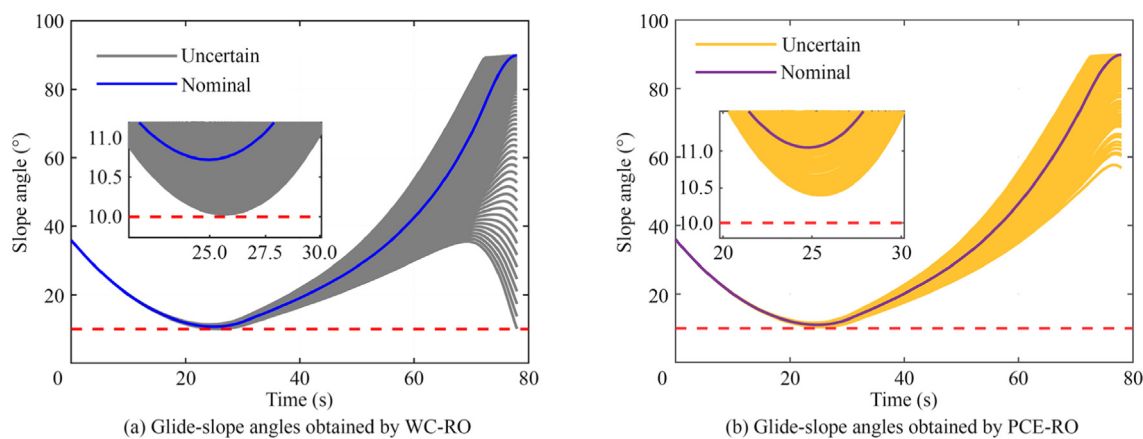 100
80
60
40
20
0
Slope angle (°)
Uncertain
Nominal
11.0
10.5
10.0
25.0 27.5 30.0
0 20 40 60 80
Time (s)
(a) Glide-slope angles obtained by WC-RO
100
80
60
40
20
0
Slope angle (°)
Uncertain
Nominal
11.0
10.5
10.0
20 25 30
0 20 40 60 80
Time (s)
(b) Glide-slope angles obtained by PCE-RO